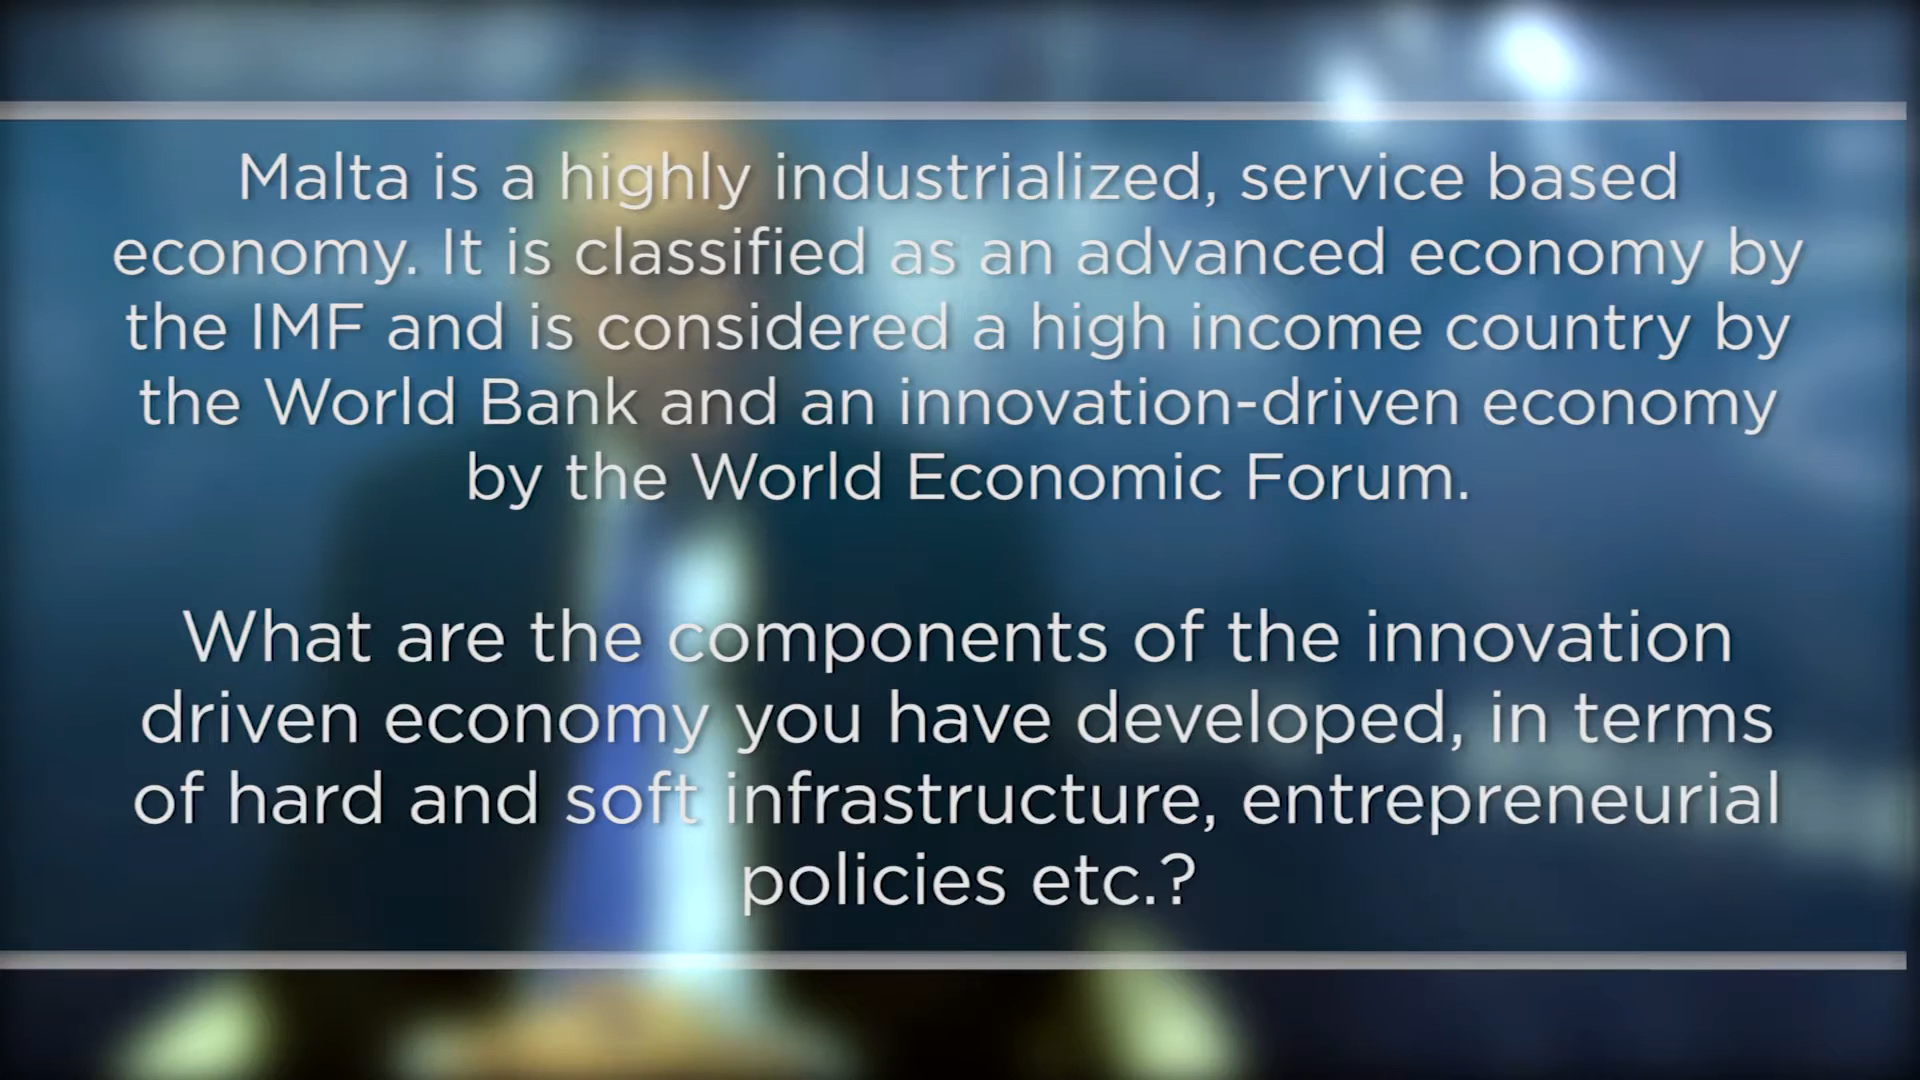 Malta is a highly industrialized, service based
economy. It is classified as an advanced economy by
the IMF and is considered a high income country by
the World Bank and an innovation-driven economy
by the World Economic Forum.
What are the components of the innovation
driven economy you have developed, in terms
of hard and soft infrastructure, entrepreneurial
policies etc.?